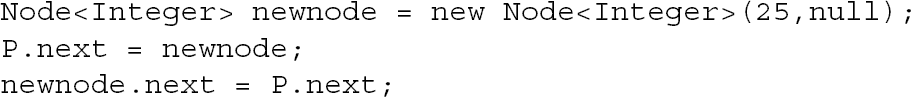 Node<Integer> newnode = new Node<Integer>(25,null);
P.next = newnode;
newnode.next = P.next;